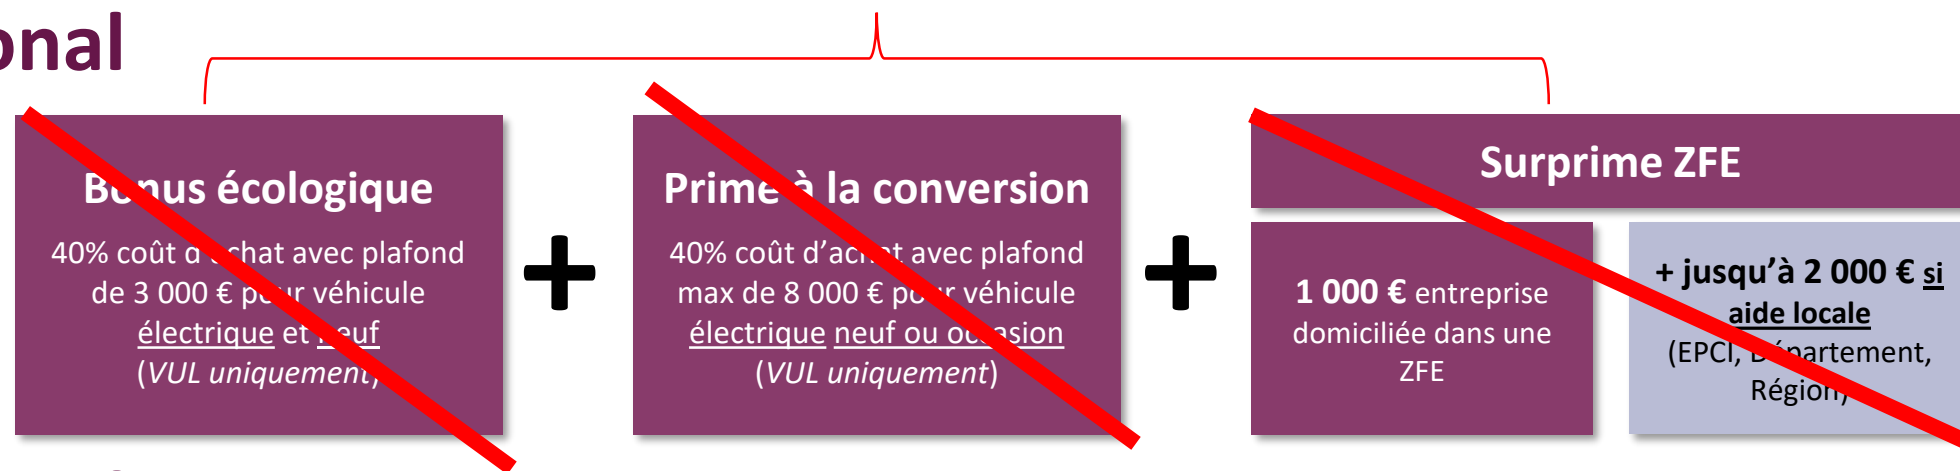 onal
Bonus écologique
40% coût d'achat avec plafond
de 3 000 € pour véhicule
électrique et neuf
(VUL uniquement)
+
Prime à la conversion
40% coût d’achat avec plafond
max de 8 000 € pour véhicule
électrique neuf ou occasion
(VUL uniquement)
+
Surprime ZFE
1 000 € entreprise
domiciliée dans une
ZFE
+ jusqu’à 2 000 € si
aide locale
(EPCI, Département,
Région)